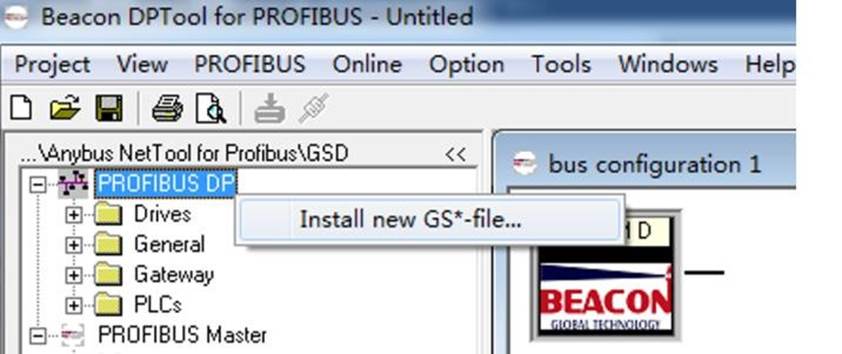 Beacon DPTool for PROFIBUS - Untitled
Project View PROFIBUS Online Option Tools Windows Help
...\Anybus NetTool for Profibus\GSD <<
bus configuration 1
PROFIBUS DP
Install new GS*-file...
Drives
General
Gateway
PLCs
PROFIBUS Master
D
BEACON
GLOBAL TECHNOLOGY